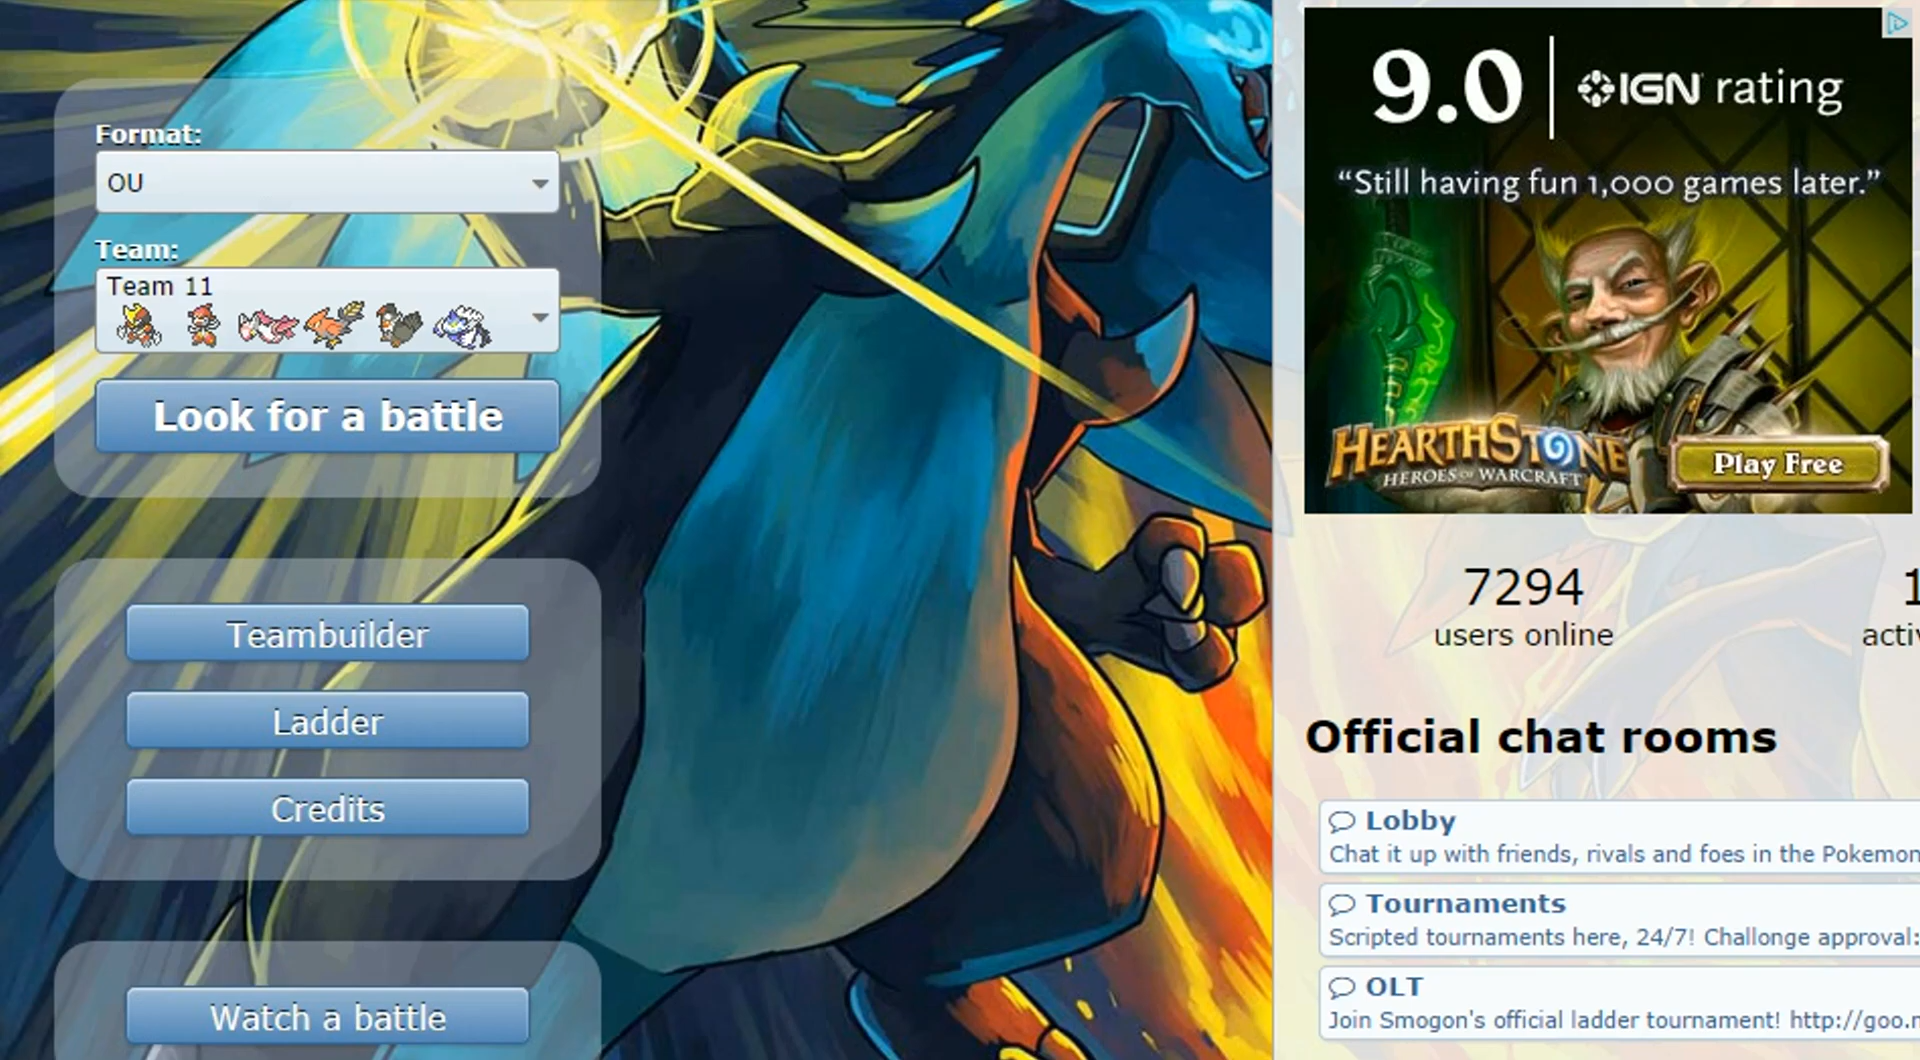 Format:
OU
Team:
Team 11
Look for a battle
Teambuilder
Ladder
Credits
Watch a battle
9.0 IGN rating
“Still having fun 1,000 games later.”
HEARTHSTONE
HEROES OF WARCRAFT
Play Free
7294
users online
Official chat rooms
Lobby
Chat it up with friends, rivals and foes in the Pokemon
Tournaments
Scripted tournaments here, 24/7! Challonge approval:
OLT
Join Smogon's official ladder tournament! http://goo.